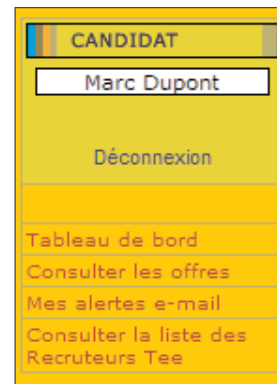 CANDIDAT
Marc Dupont
Déconnexion
Tableau de bord
Consulter les offres
Mes alertes e-mail
Consulter la liste des
Recruteurs Tee